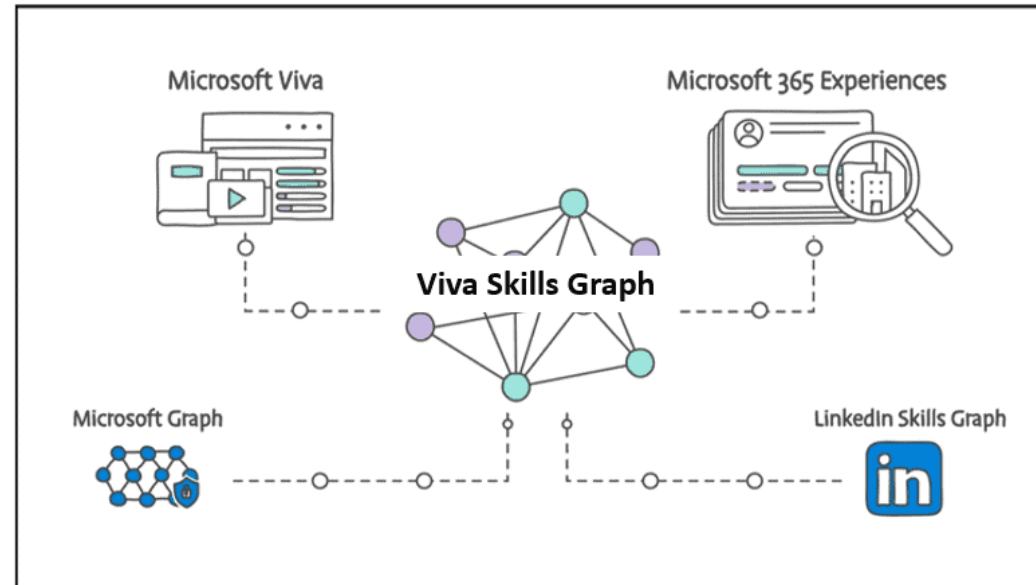 Microsoft Viva
Microsoft 365 Experiences
Viva Skills Graph
Microsoft Graph
LinkedIn Skills Graph
in